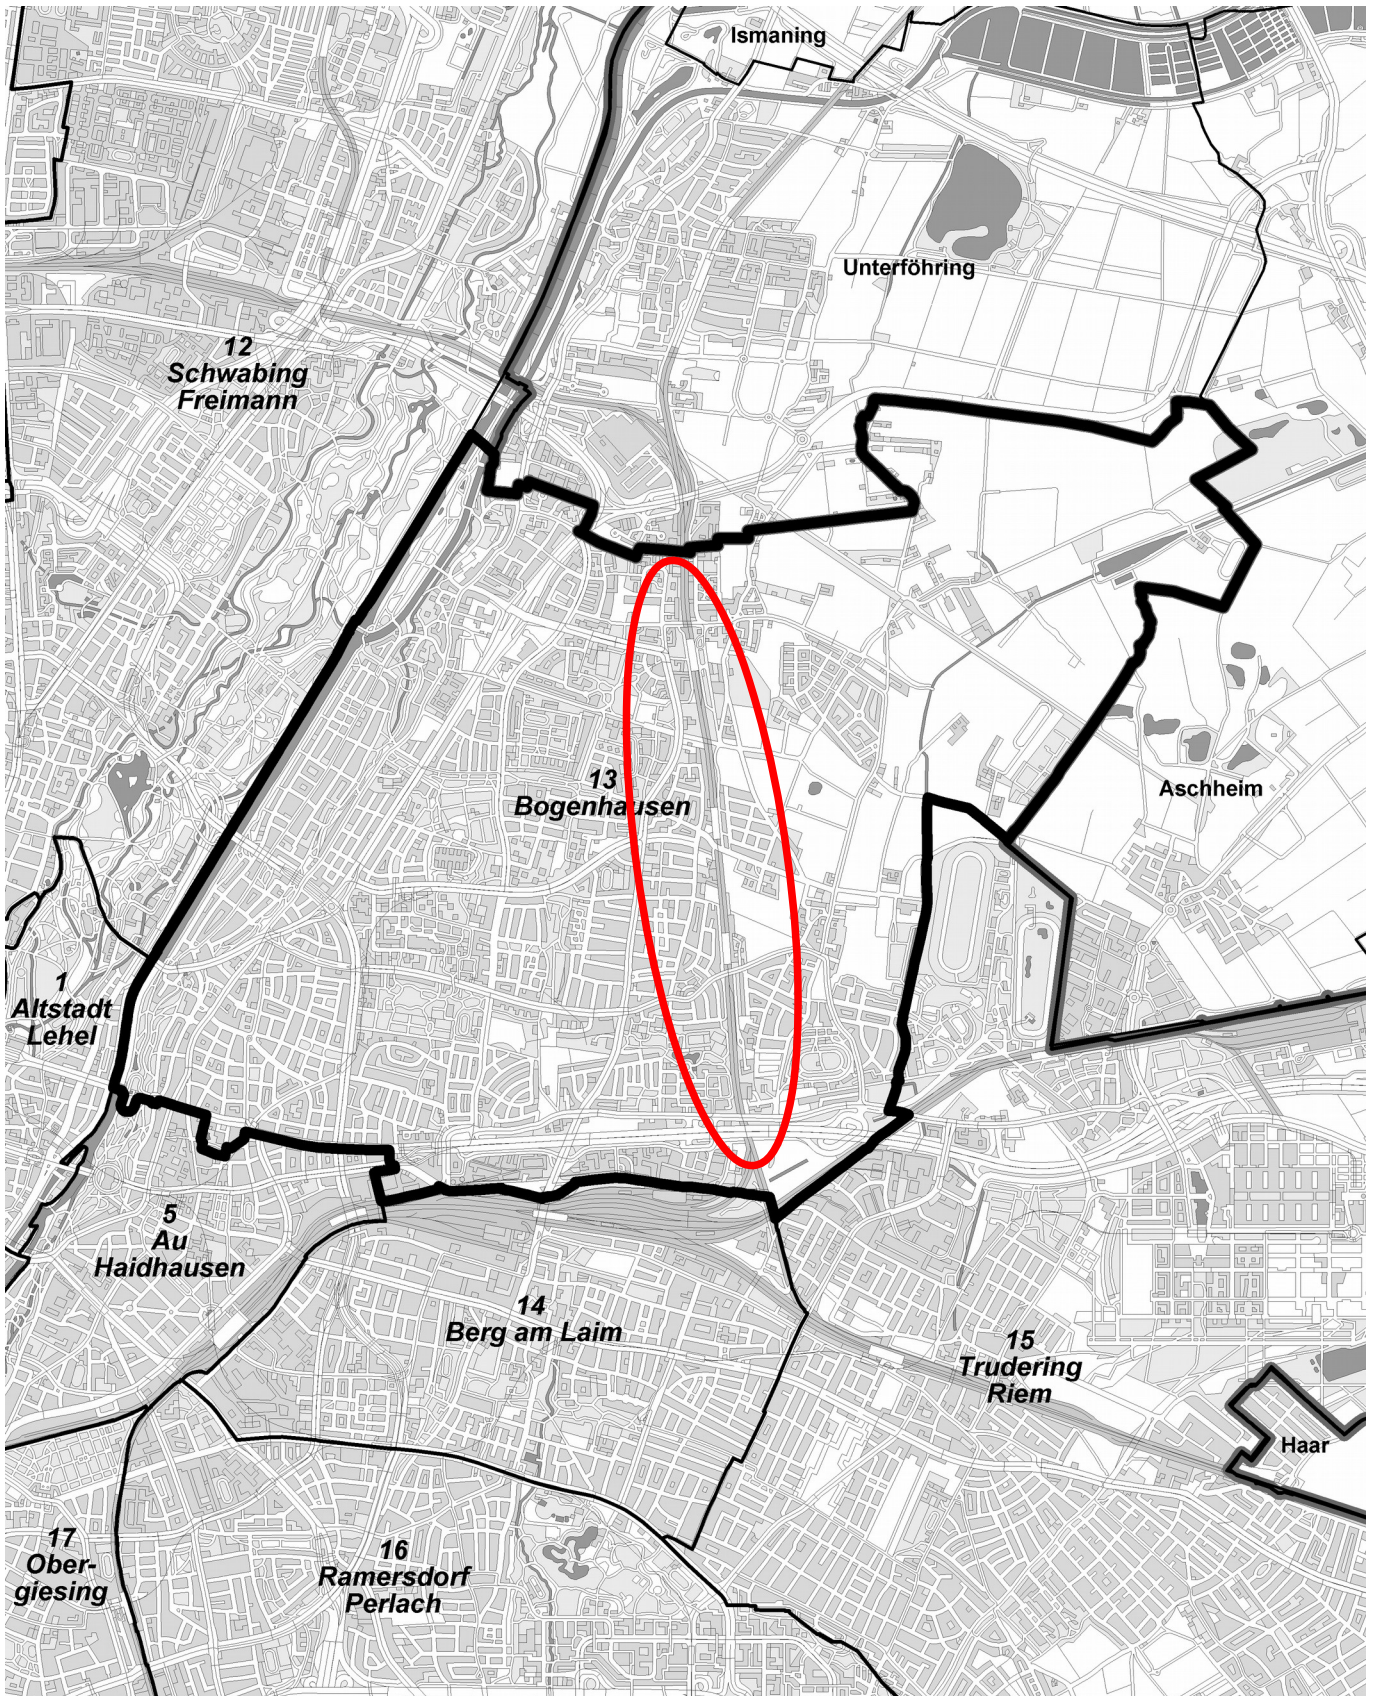 Ismaning
Unterföhring
12
Schwabing
Freimann
13
Bogenhausen
Aschheim
1
Altstadt
Lehel
5
Au
Haidhausen
14
Berg am Laim
15
Trudering
Riem
Haar
17
Ober-
giesing
16
Ramersdorf
Perlach